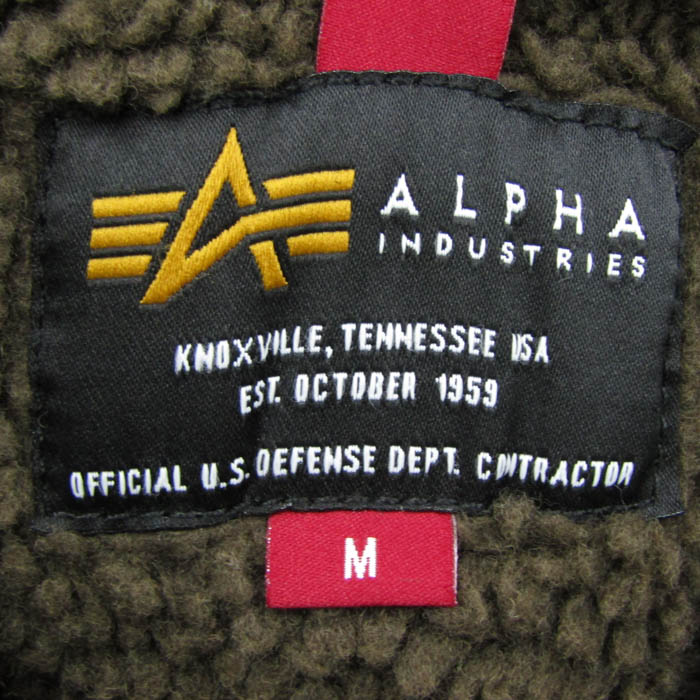 ALPHA
INDUSTRIES
KNOXVILLE, TENNESSEE USA
EST. OCTOBER 1959
OFFICIAL U.S. DEFENSE DEPT. CONTRACTOR
M